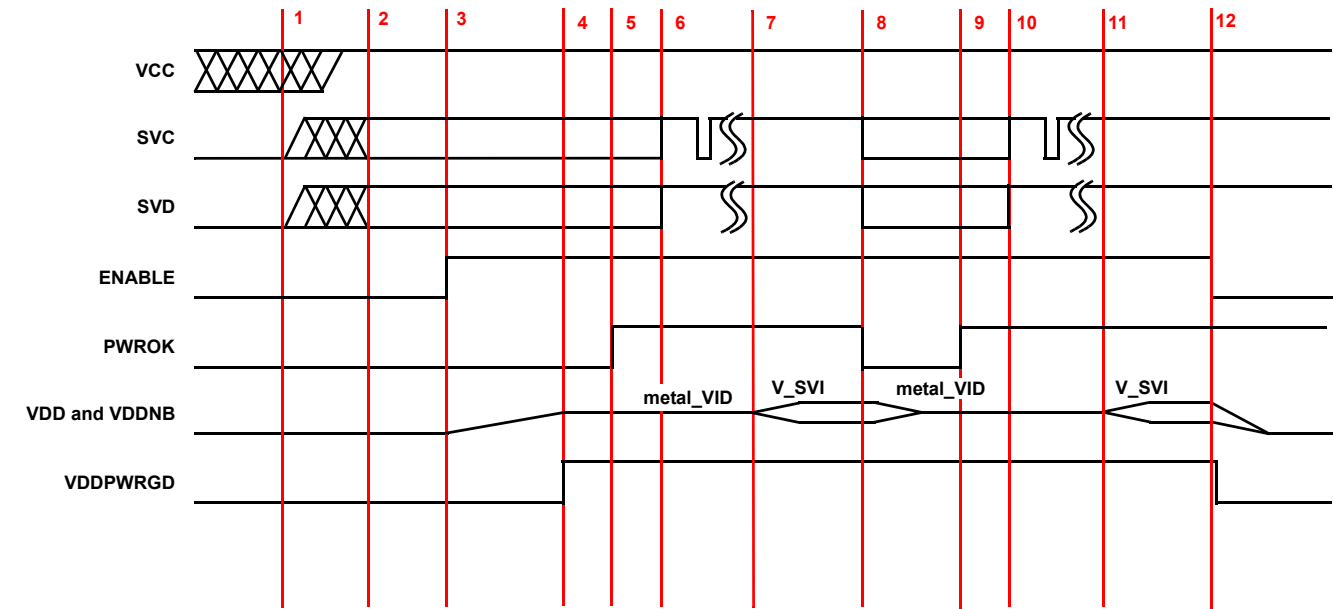 1 2 3 4 5 6 7 8 9 10 11 12
VCC
SVC
SVD
ENABLE
PWROK
metal_VID V_SVI metal_VID V_SVI
VDD and VDDNB
VDDPWRGD